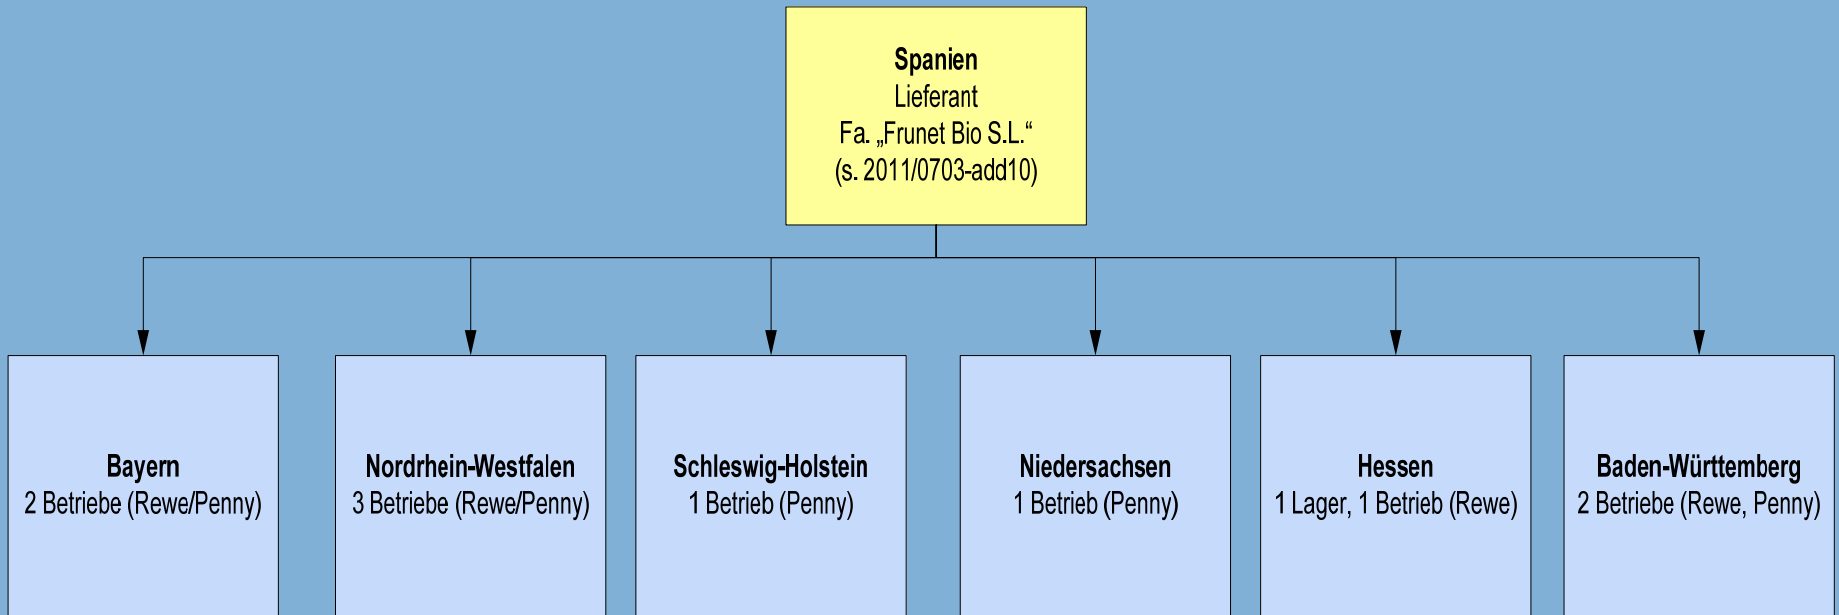 Spanien
Lieferant
Fa. „Frunet Bio S.L.“
(s. 2011/0703-add10)
Bayern
2 Betriebe (Rewe/Penny)
Nordrhein-Westfalen
3 Betriebe (Rewe/Penny)
Schleswig-Holstein
1 Betrieb (Penny)
Niedersachsen
1 Betrieb (Penny)
Hessen
1 Lager, 1 Betrieb (Rewe)
Baden-Württemberg
2 Betriebe (Rewe, Penny)